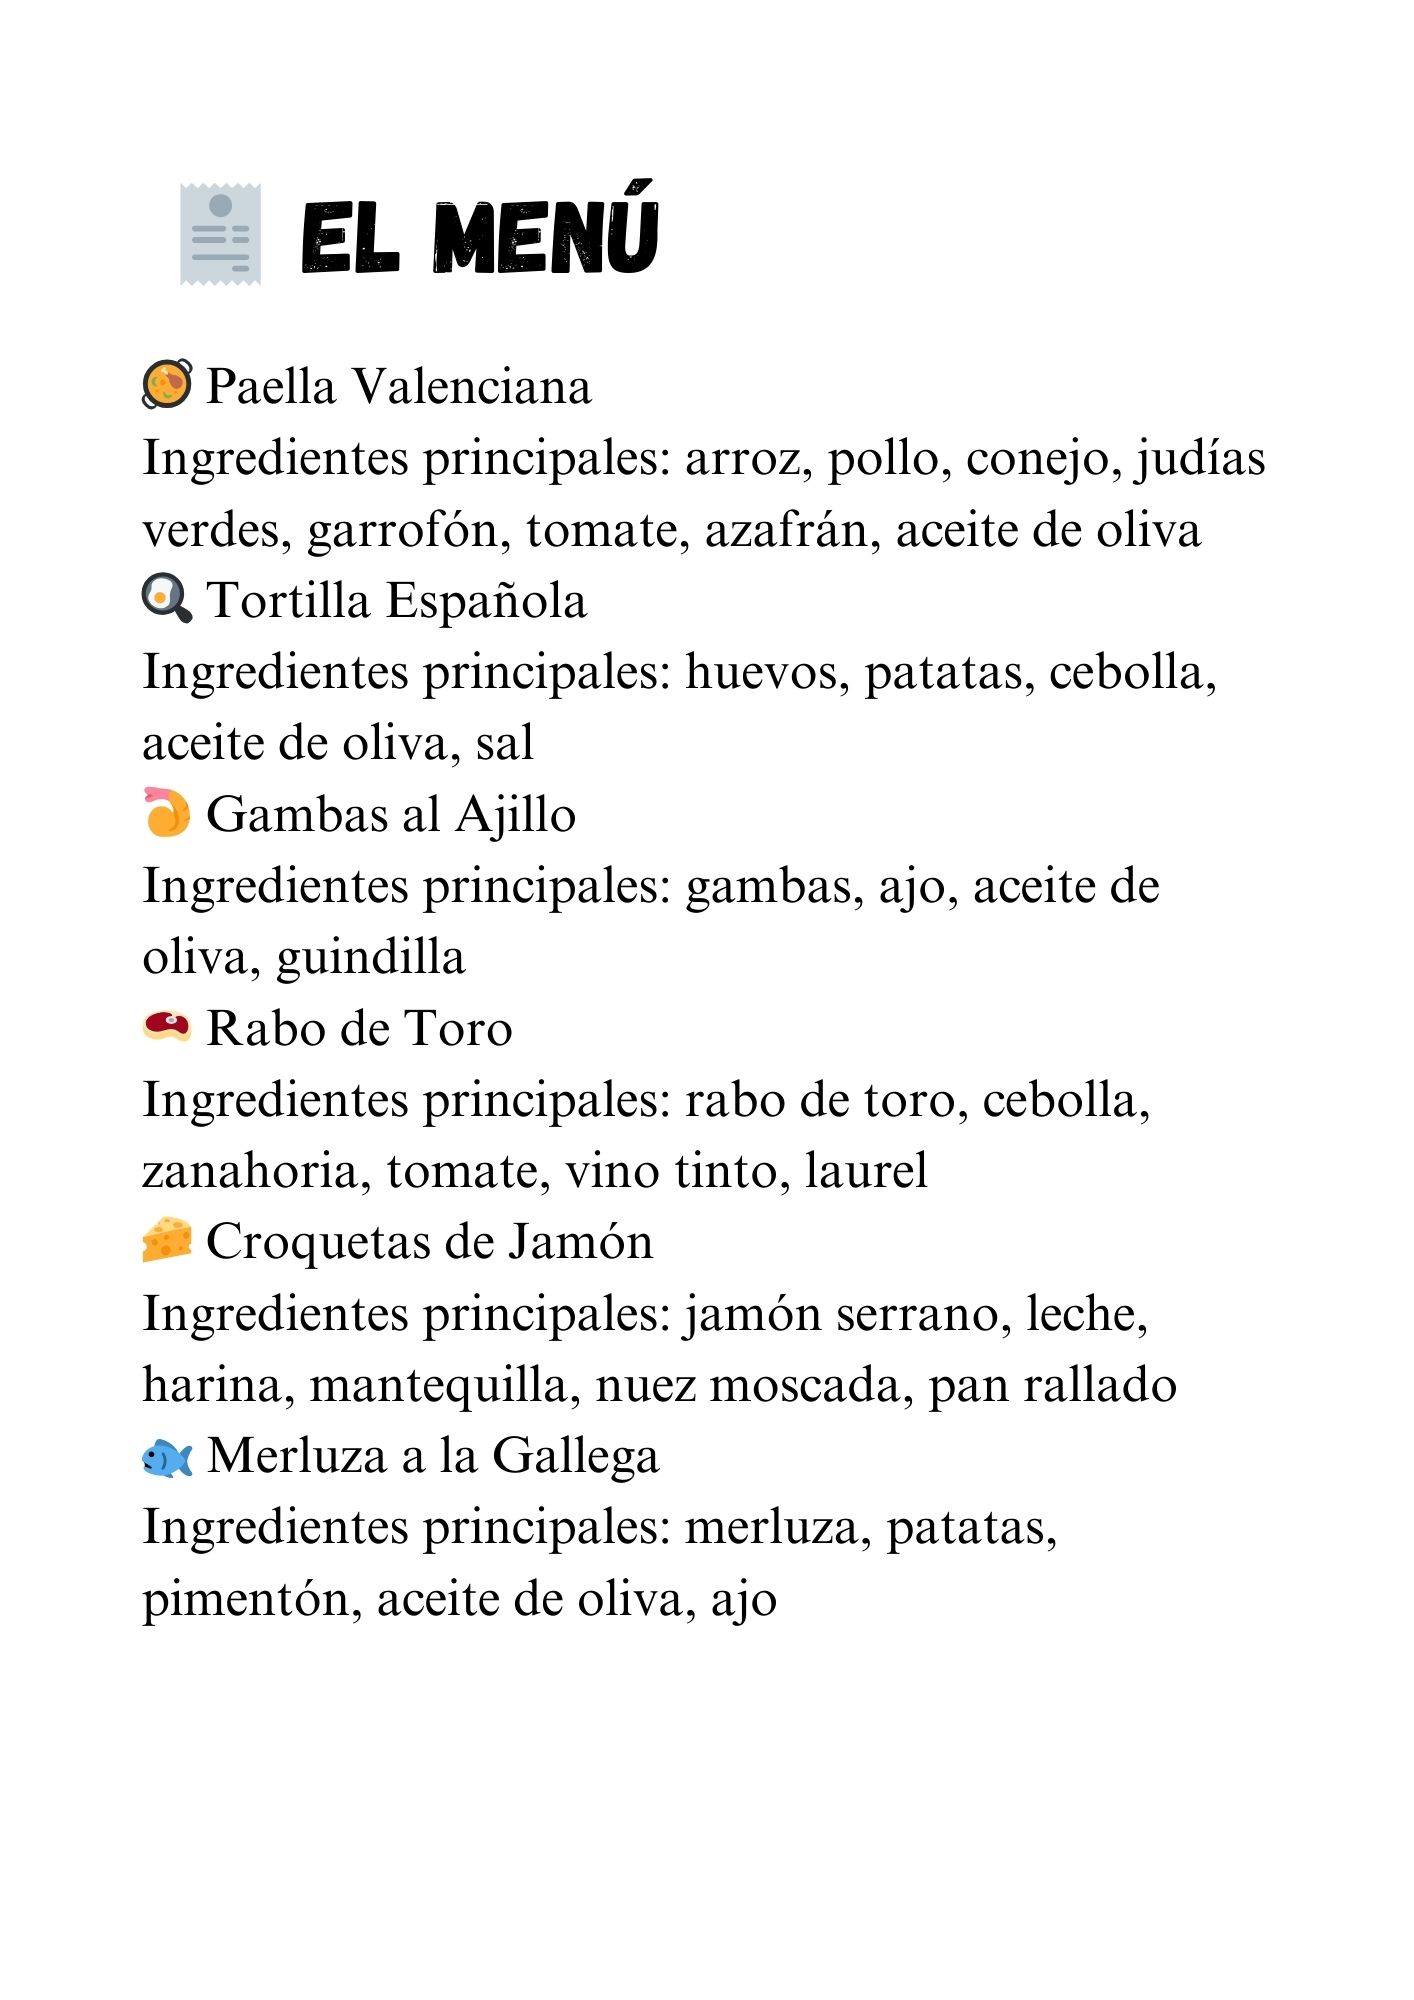 EL MENÚ
🥘 Paella Valenciana
Ingredientes principales: arroz, pollo, conejo, judías
verdes, garrofón, tomate, azafrán, aceite de oliva
🍳 Tortilla Española
Ingredientes principales: huevos, patatas, cebolla,
aceite de oliva, sal
🍤 Gambas al Ajillo
Ingredientes principales: gambas, ajo, aceite de
oliva, guindilla
🥩 Rabo de Toro
Ingredientes principales: rabo de toro, cebolla,
zanahoria, tomate, vino tinto, laurel
🧀 Croquetas de Jamón
Ingredientes principales: jamón serrano, leche,
harina, mantequilla, nuez moscada, pan rallado
🐟 Merluza a la Gallega
Ingredientes principales: merluza, patatas,
pimentón, aceite de oliva, ajo